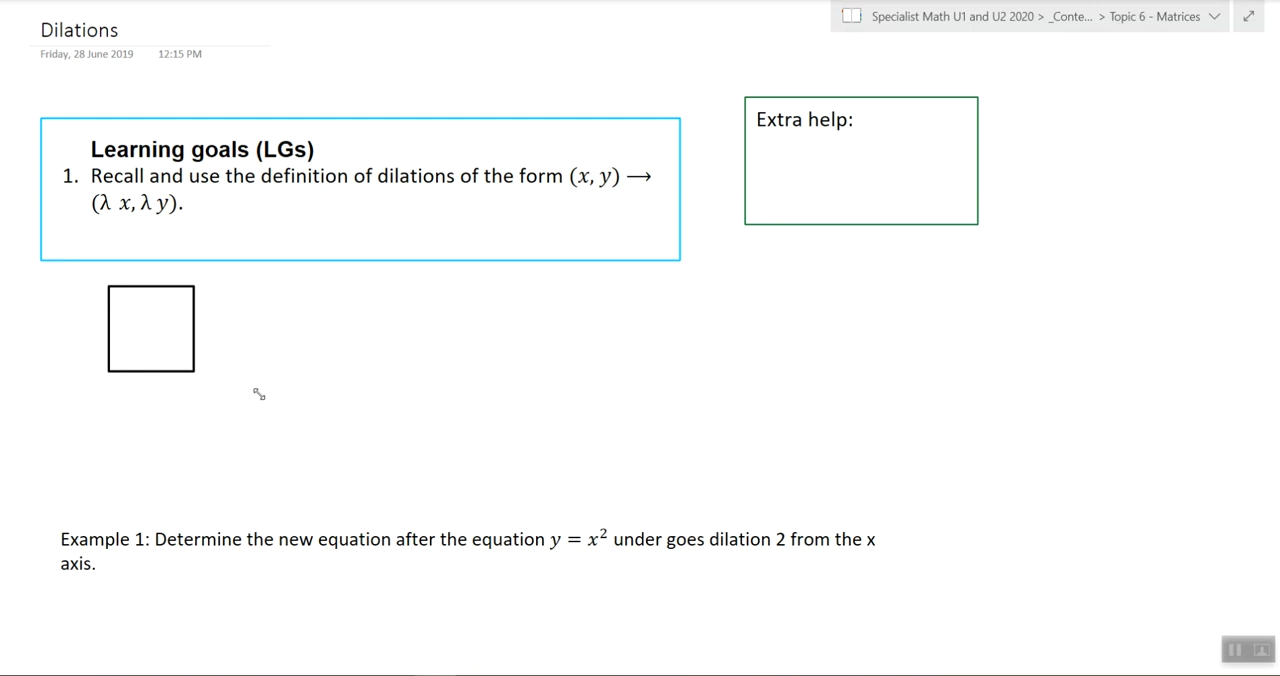 Dilations
Specialist Math U1 and U2 2020 > _Conte... > Topic 6 - Matrices
Friday, 28 June 2019 12:15 PM
Learning goals (LGs)
1. Recall and use the definition of dilations of the form (x, y) ⟶
(λ x, λ y).
Extra help:
Example 1: Determine the new equation after the equation y = x² under goes dilation 2 from the x
axis.